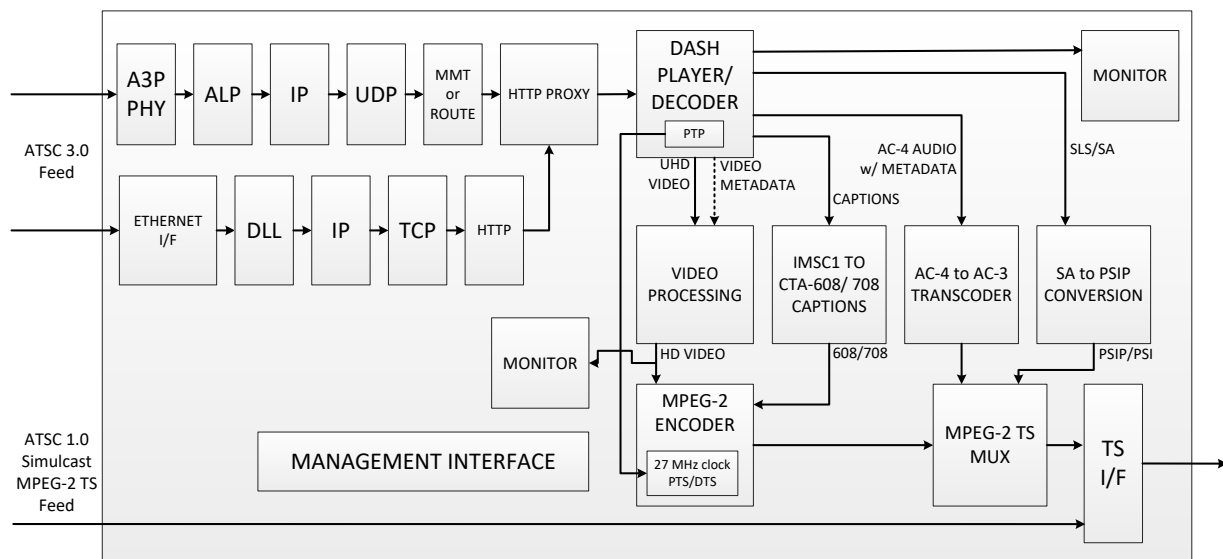 A3P
PHY
ALP
IP
UDP
MMT
or
ROUTE
HTTP PROXY
DASH
PLAYER/
DECODER
PTP
MONITOR
ATSC 3.0
Feed
ETHERNET
I/F
DLL
IP
TCP
HTTP
UHD
VIDEO
VIDEO
METADATA
CAPTIONS
AC-4 AUDIO
w/ METADATA
SLS/SA
VIDEO
PROCESSING
IMSC1 TO
CTA-608/ 708
CAPTIONS
AC-4 to AC-3
TRANSCODER
SA to PSIP
CONVERSION
MONITOR
HD VIDEO
608/708
PSIP/PSI
MPEG-2
ENCODER
27 MHz clock
PTS/DTS
MPEG-2 TS
MUX
TS
I/F
MANAGEMENT INTERFACE
ATSC 1.0
Simulcast
MPEG-2 TS
Feed